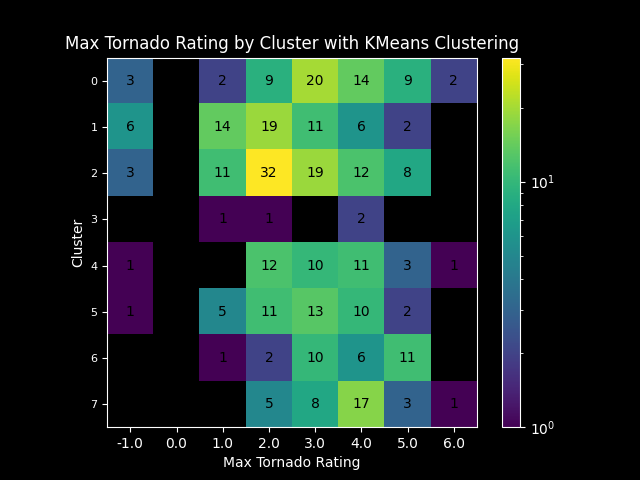 Max Tornado Rating by Cluster with KMeans Clustering
0 3 2 9 20 14 9 2
1 6 14 19 11 6 2
2 3 11 32 19 12 8
3 1 1 2
4 1 12 10 11 3 1
5 1 5 11 13 10 2
6 1 2 10 6 11
7 5 8 17 3 1
-1.0 0.0 1.0 2.0 3.0 4.0 5.0 6.0
Max Tornado Rating
Cluster
10¹
10⁰